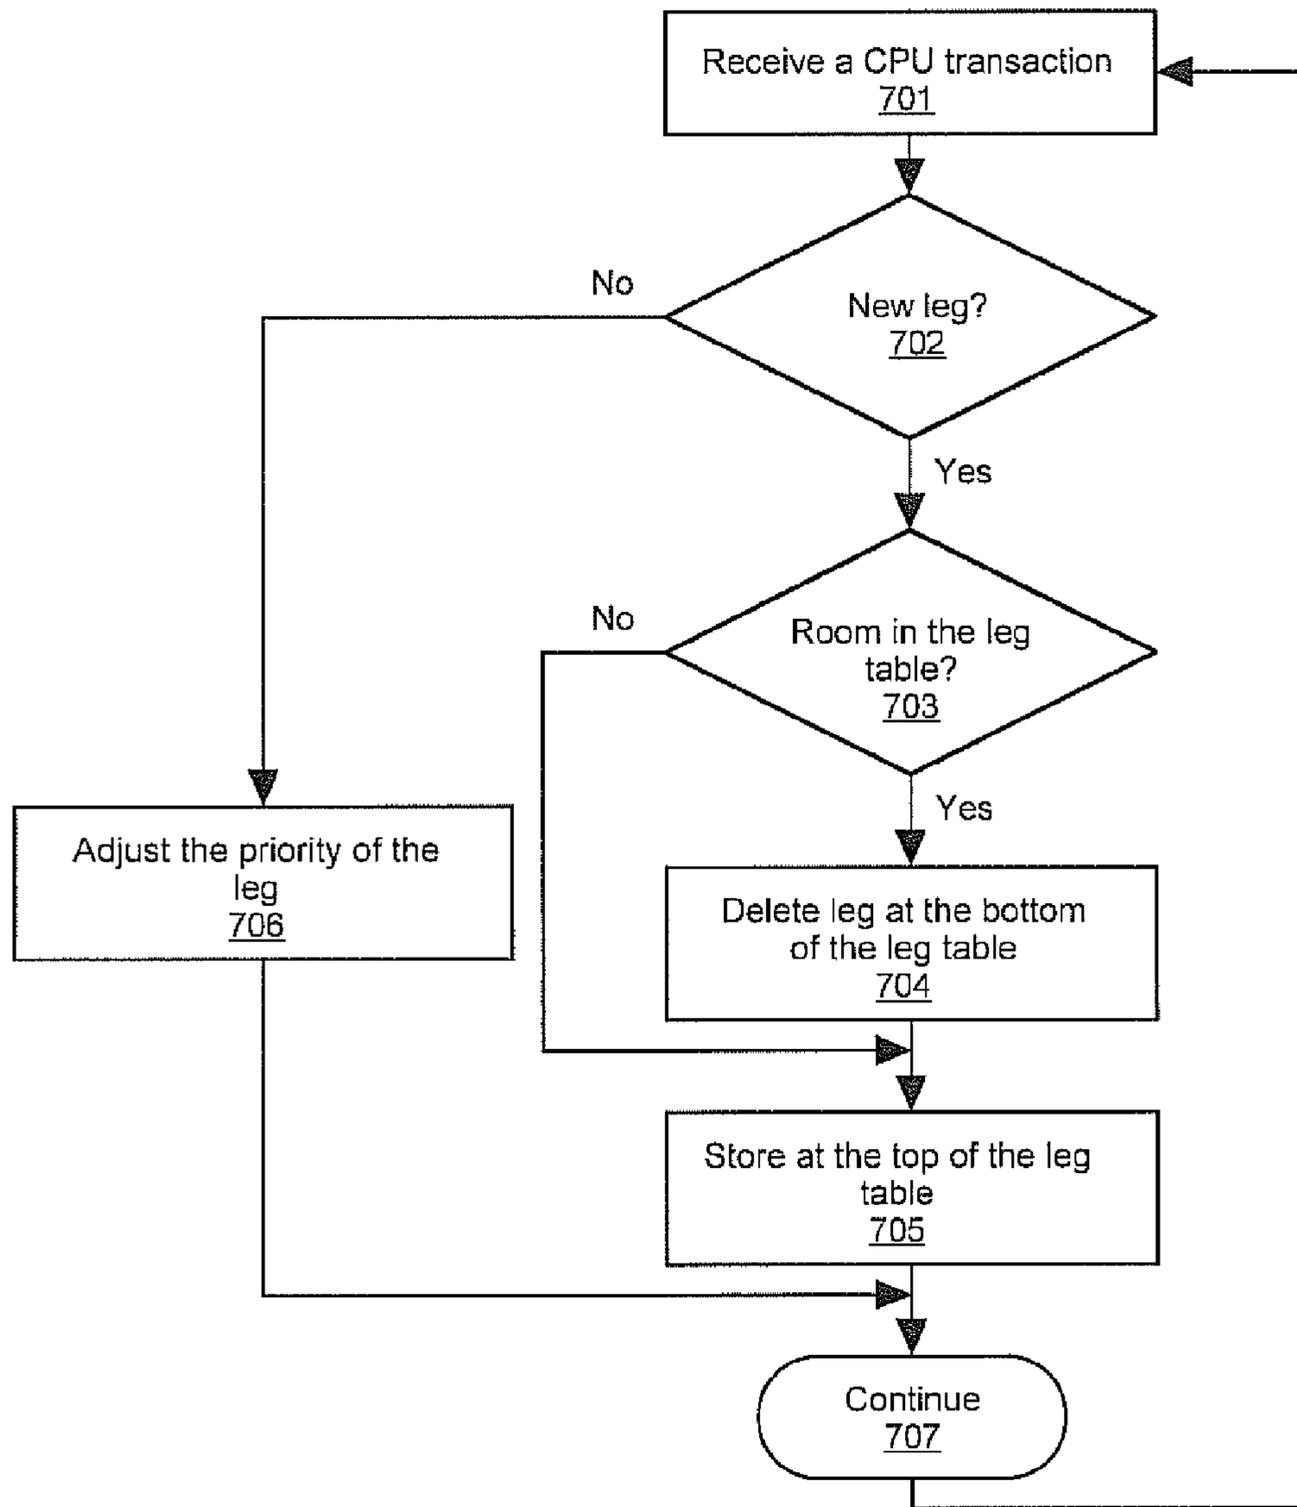 Receive a CPU transaction
701
No
New leg?
702
Yes
No
Room in the leg
table?
703
Yes
Adjust the priority of the
leg
706
Delete leg at the bottom
of the leg table
704
Store at the top of the leg
table
705
Continue
707